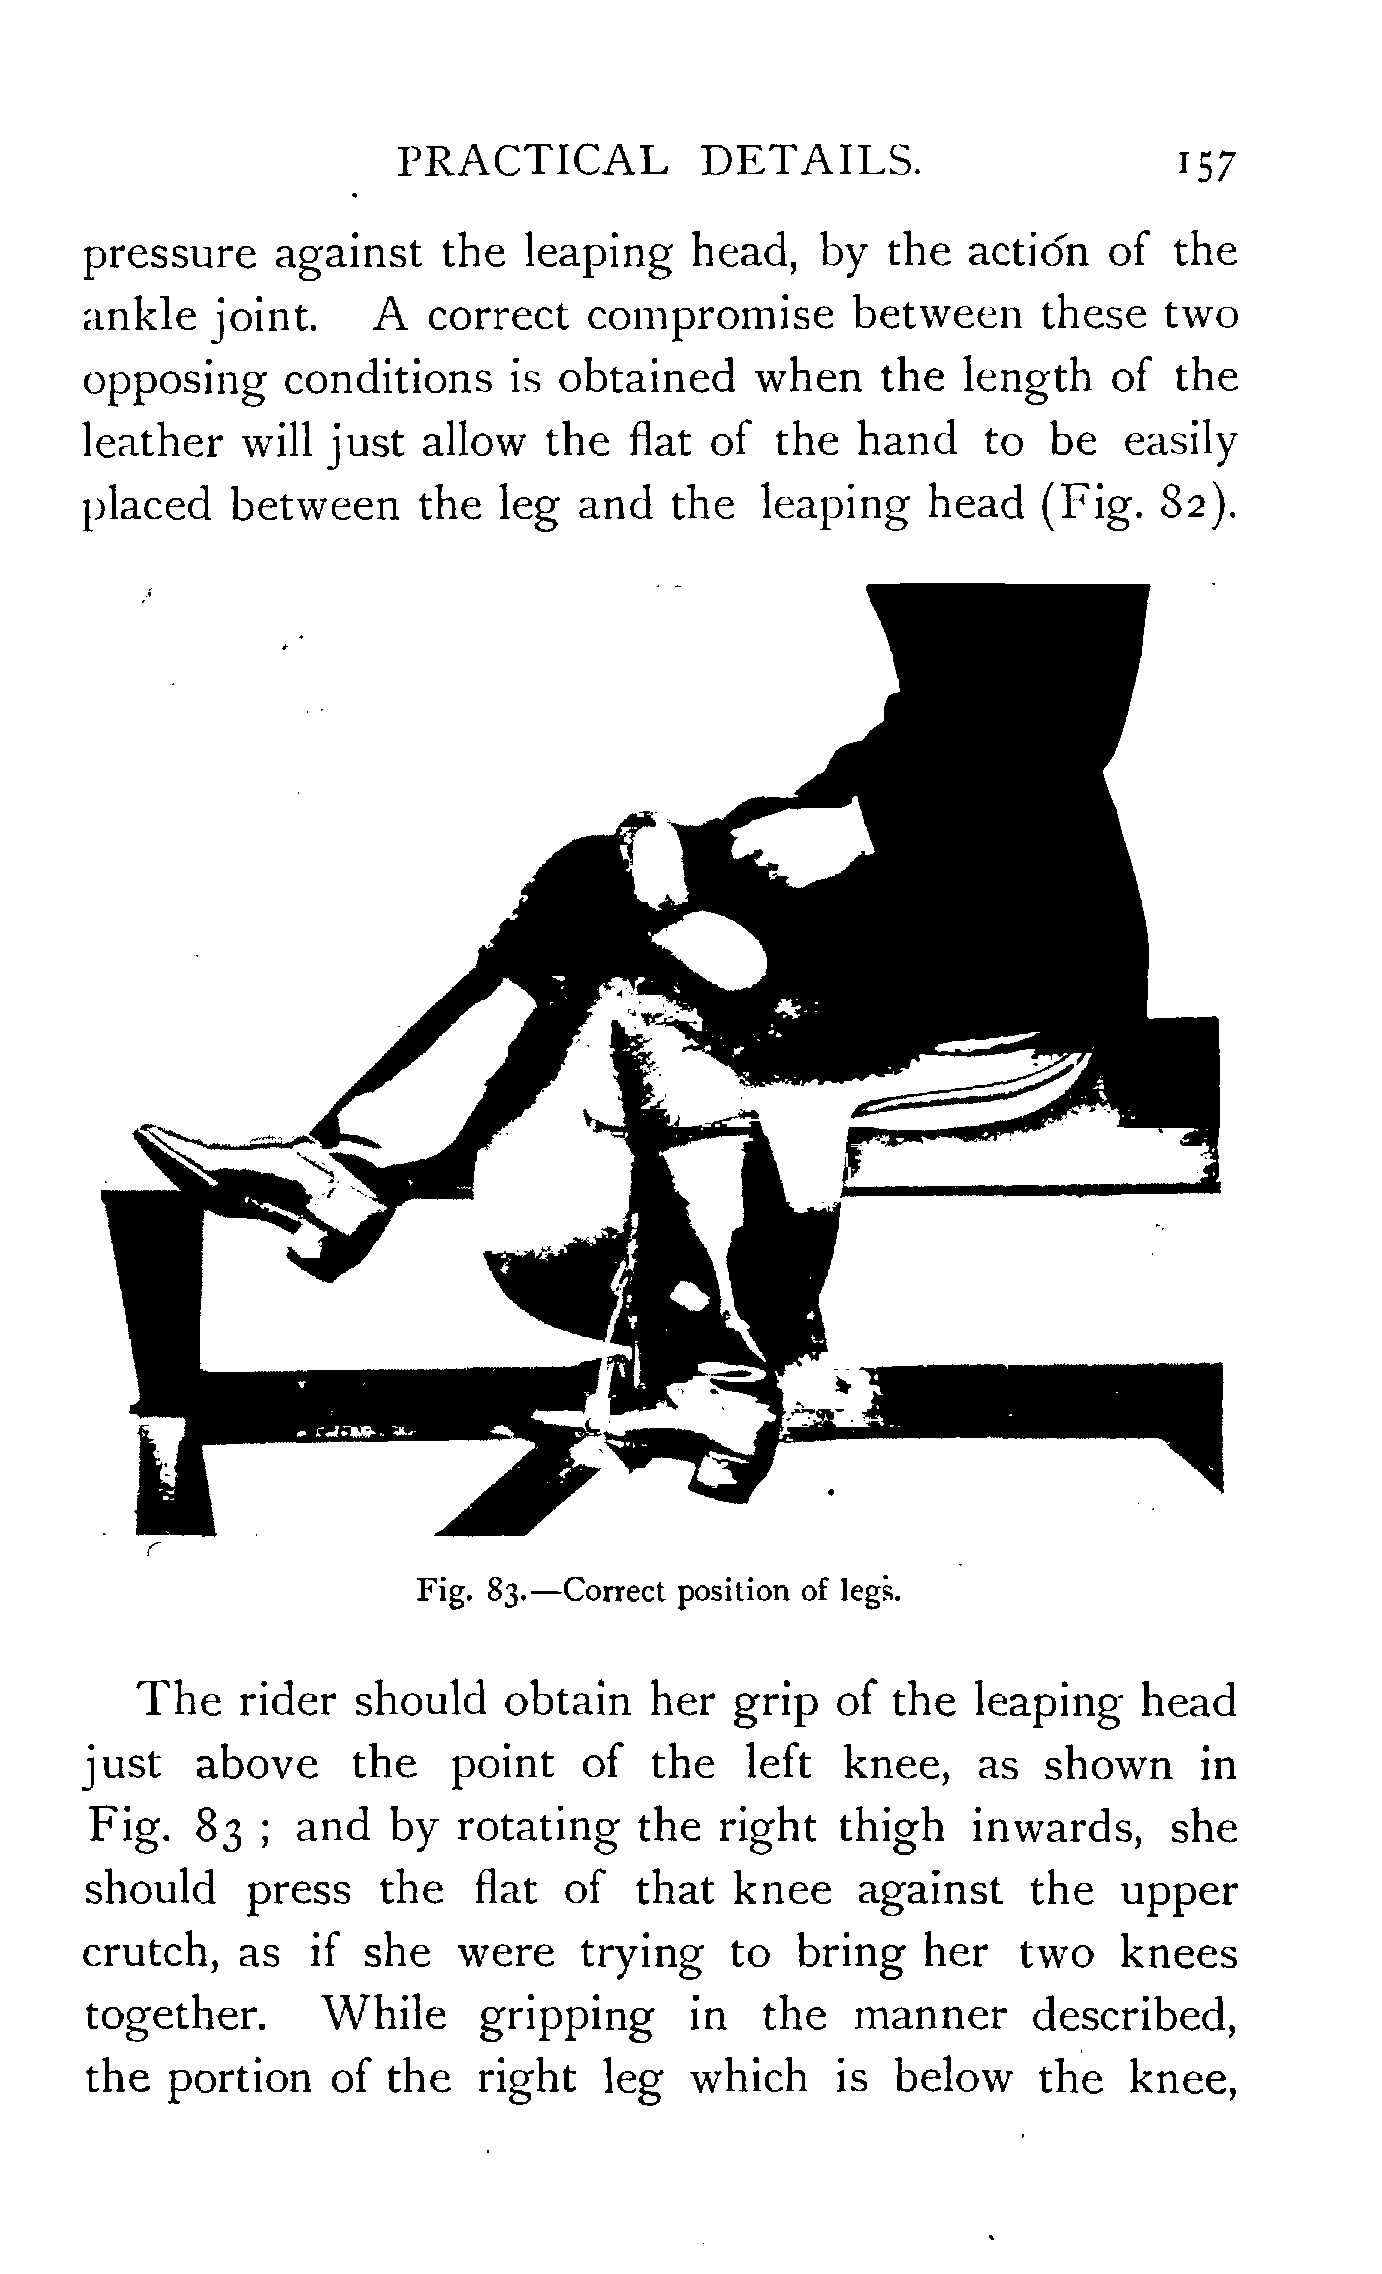 PRACTICAL DETAILS. 157
pressure against the leaping head, by the action of the
ankle joint. A correct compromise between these two
opposing conditions is obtained when the length of the
leather will just allow the flat of the hand to be easily
placed between the leg and the leaping head (Fig. 82).
Fig. 83.—Correct position of legs.
The rider should obtain her grip of the leaping head
just above the point of the left knee, as shown in
Fig. 83 ; and by rotating the right thigh inwards, she
should press the flat of that knee against the upper
crutch, as if she were trying to bring her two knees
together. While gripping in the manner described,
the portion of the right leg which is below the knee,